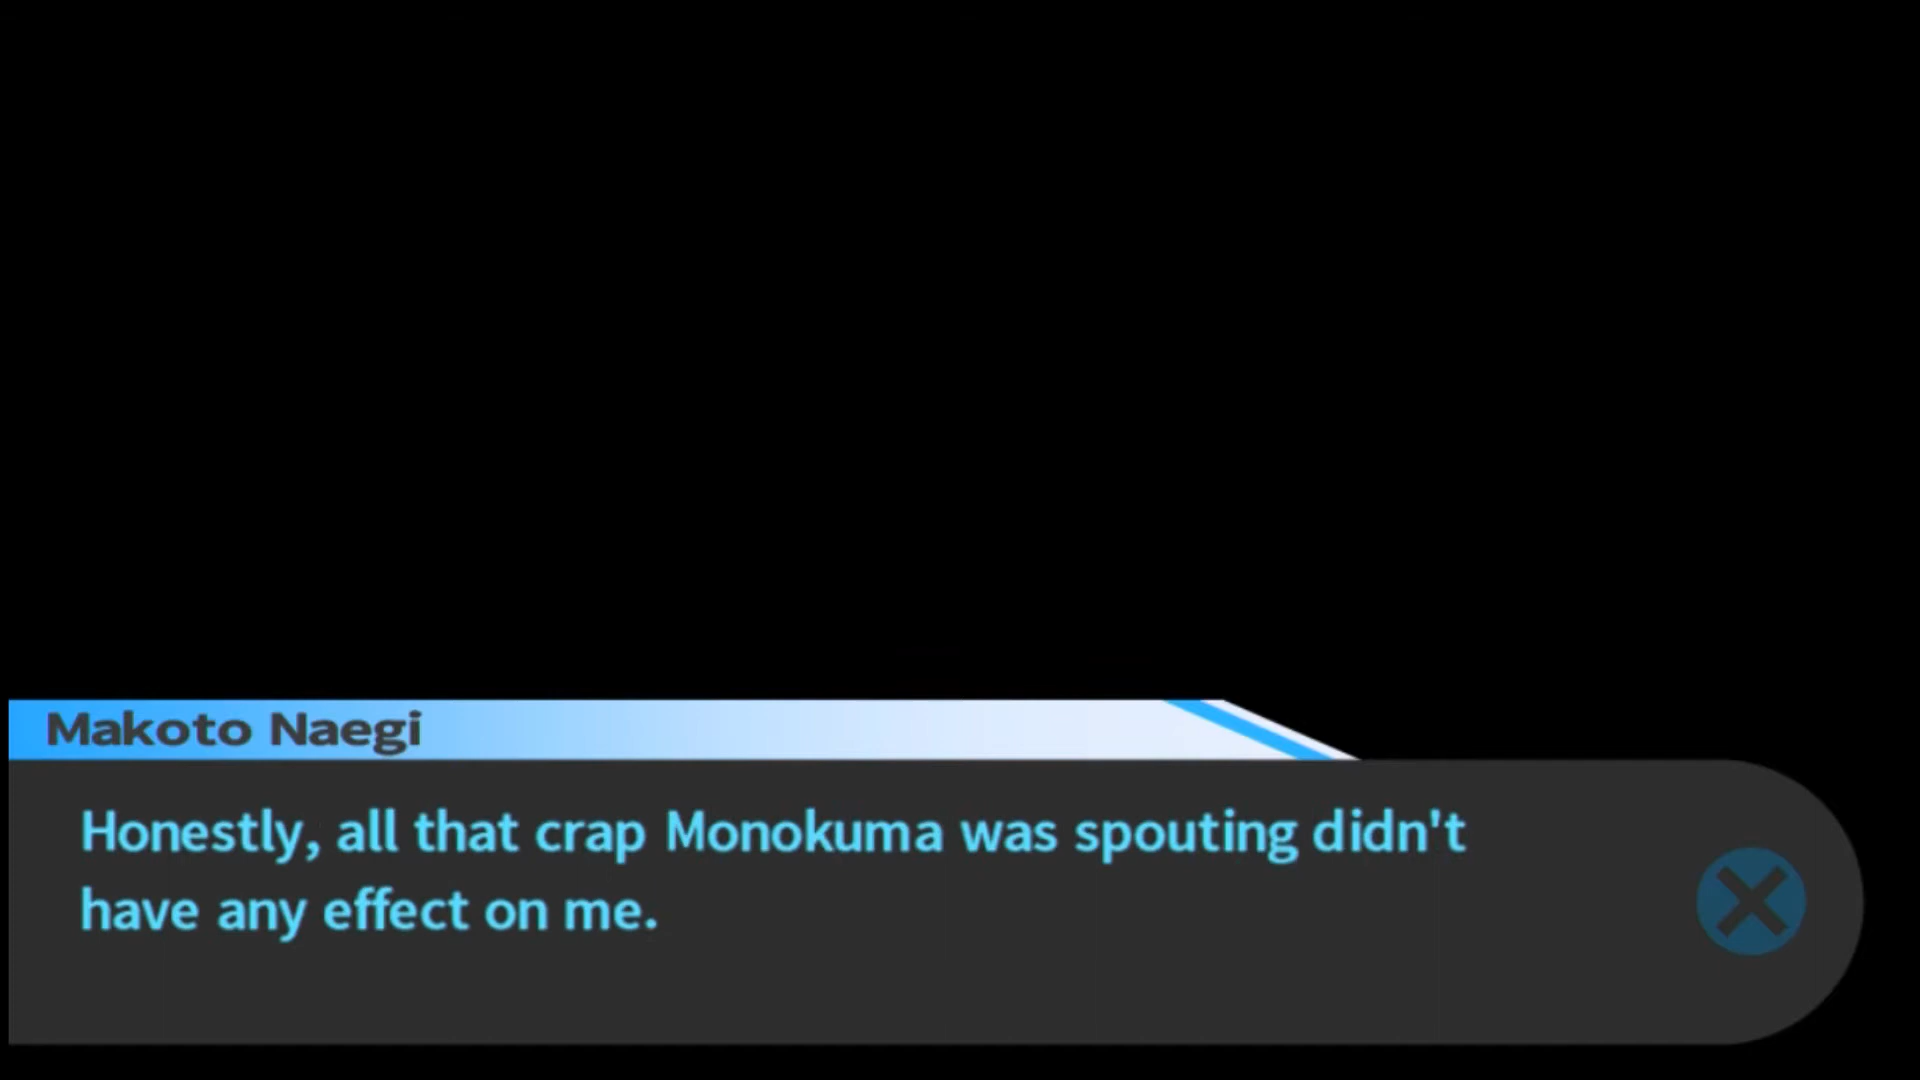 Makoto Naegi
Honestly, all that crap Monokuma was spouting didn't
have any effect on me.